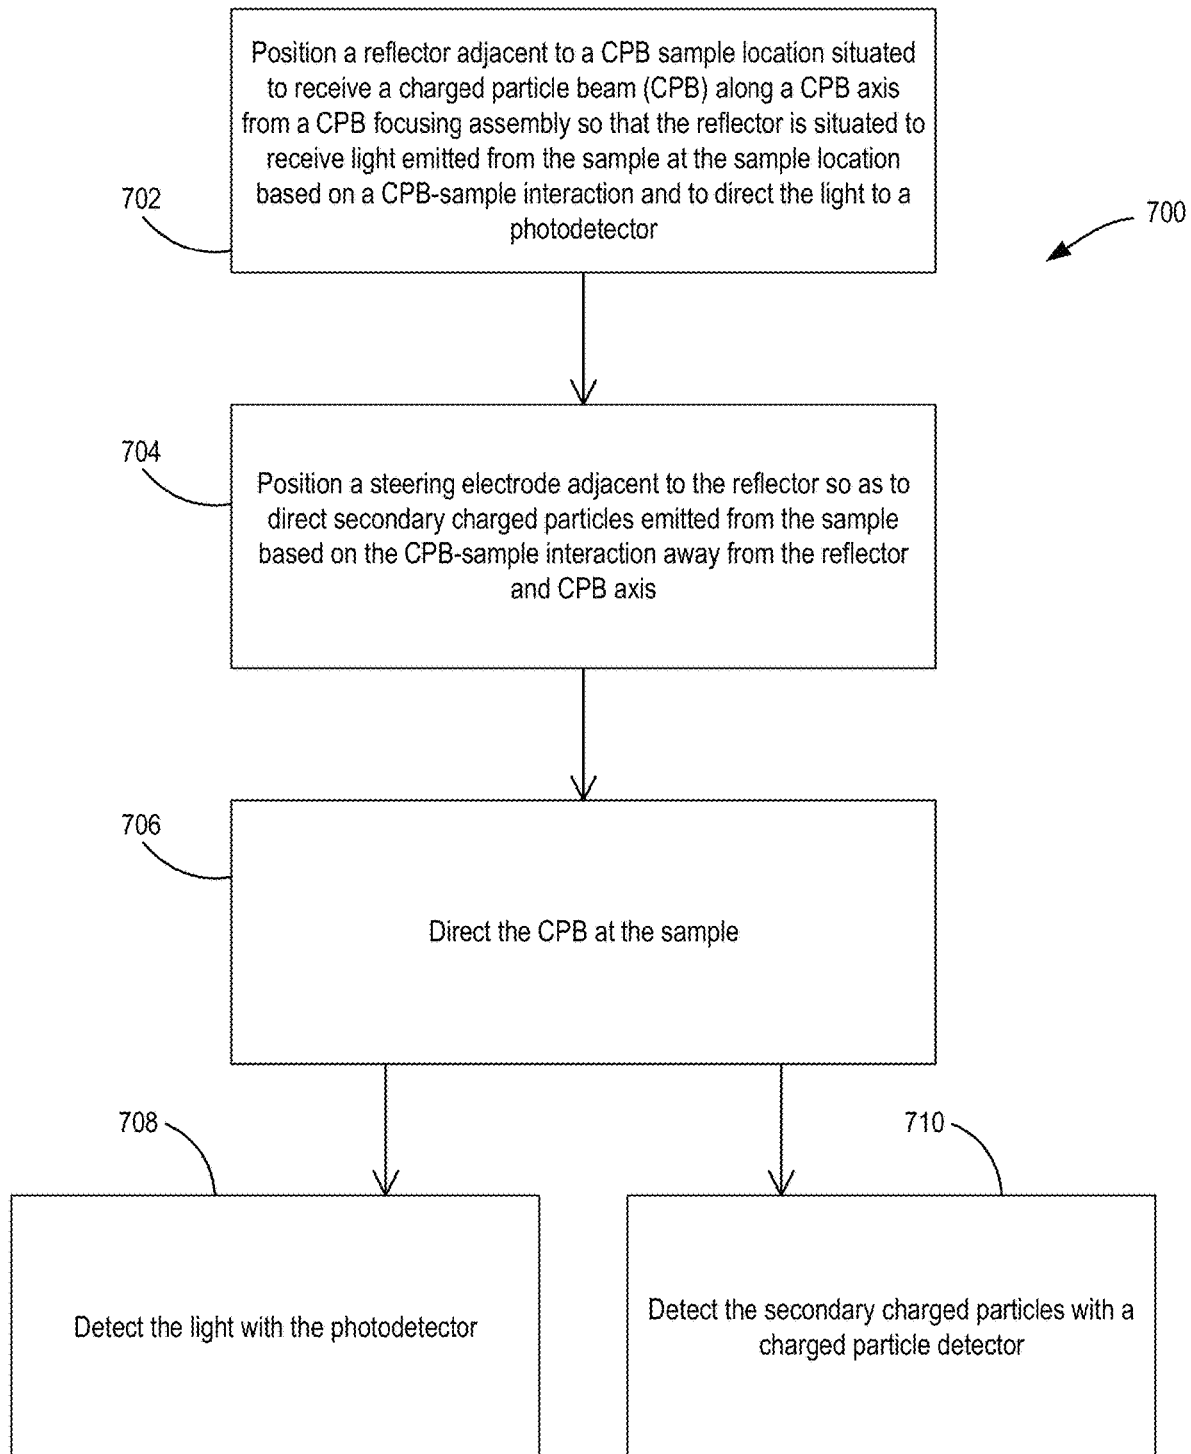 Position a reflector adjacent to a CPB sample location situated
to receive a charged particle beam (CPB) along a CPB axis
from a CPB focusing assembly so that the reflector is situated to
receive light emitted from the sample at the sample location
based on a CPB-sample interaction and to direct the light to a
photodetector
702
700
704
Position a steering electrode adjacent to the reflector so as to
direct secondary charged particles emitted from the sample
based on the CPB-sample interaction away from the reflector
and CPB axis
706
Direct the CPB at the sample
708
710
Detect the light with the photodetector
Detect the secondary charged particles with a
charged particle detector